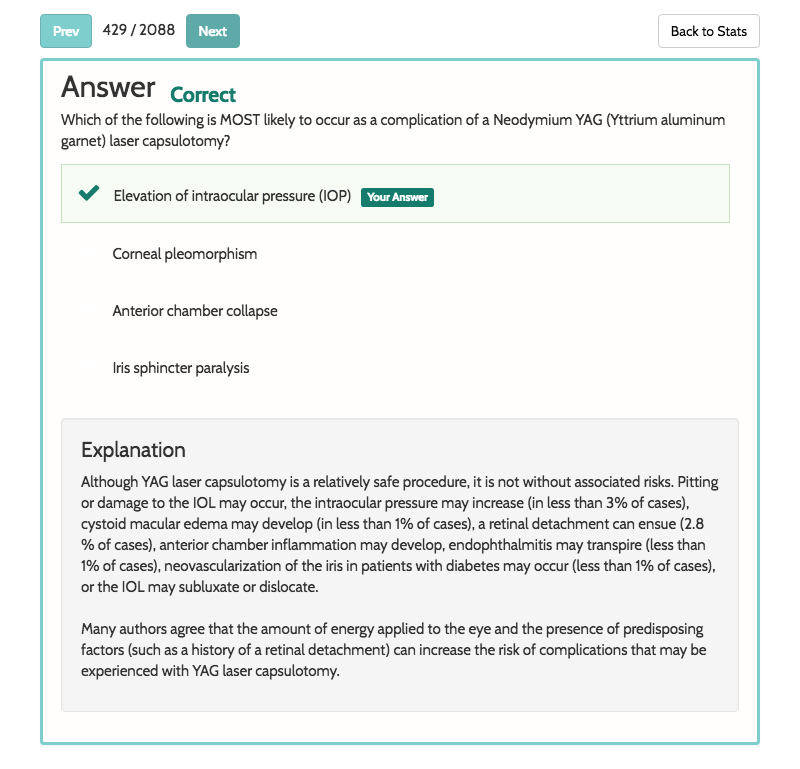 Prev 429 / 2088 Next Back to Stats
Answer Correct
Which of the following is MOST likely to occur as a complication of a Neodymium YAG (Yttrium aluminum
garnet) laser capsulotomy?
Elevation of intraocular pressure (IOP) Your Answer
Corneal pleomorphism
Anterior chamber collapse
Iris sphincter paralysis
Explanation
Although YAG laser capsulotomy is a relatively safe procedure, it is not without associated risks. Pitting
or damage to the IOL may occur, the intraocular pressure may increase (in less than 3% of cases),
cystoid macular edema may develop (in less than 1% of cases), a retinal detachment can ensue (2.8
% of cases), anterior chamber inflammation may develop, endophthalmitis may transpire (less than
1% of cases), neovascularization of the iris in patients with diabetes may occur (less than 1% of cases),
or the IOL may subluxate or dislocate.
Many authors agree that the amount of energy applied to the eye and the presence of predisposing
factors (such as a history of a retinal detachment) can increase the risk of complications that may be
experienced with YAG laser capsulotomy.